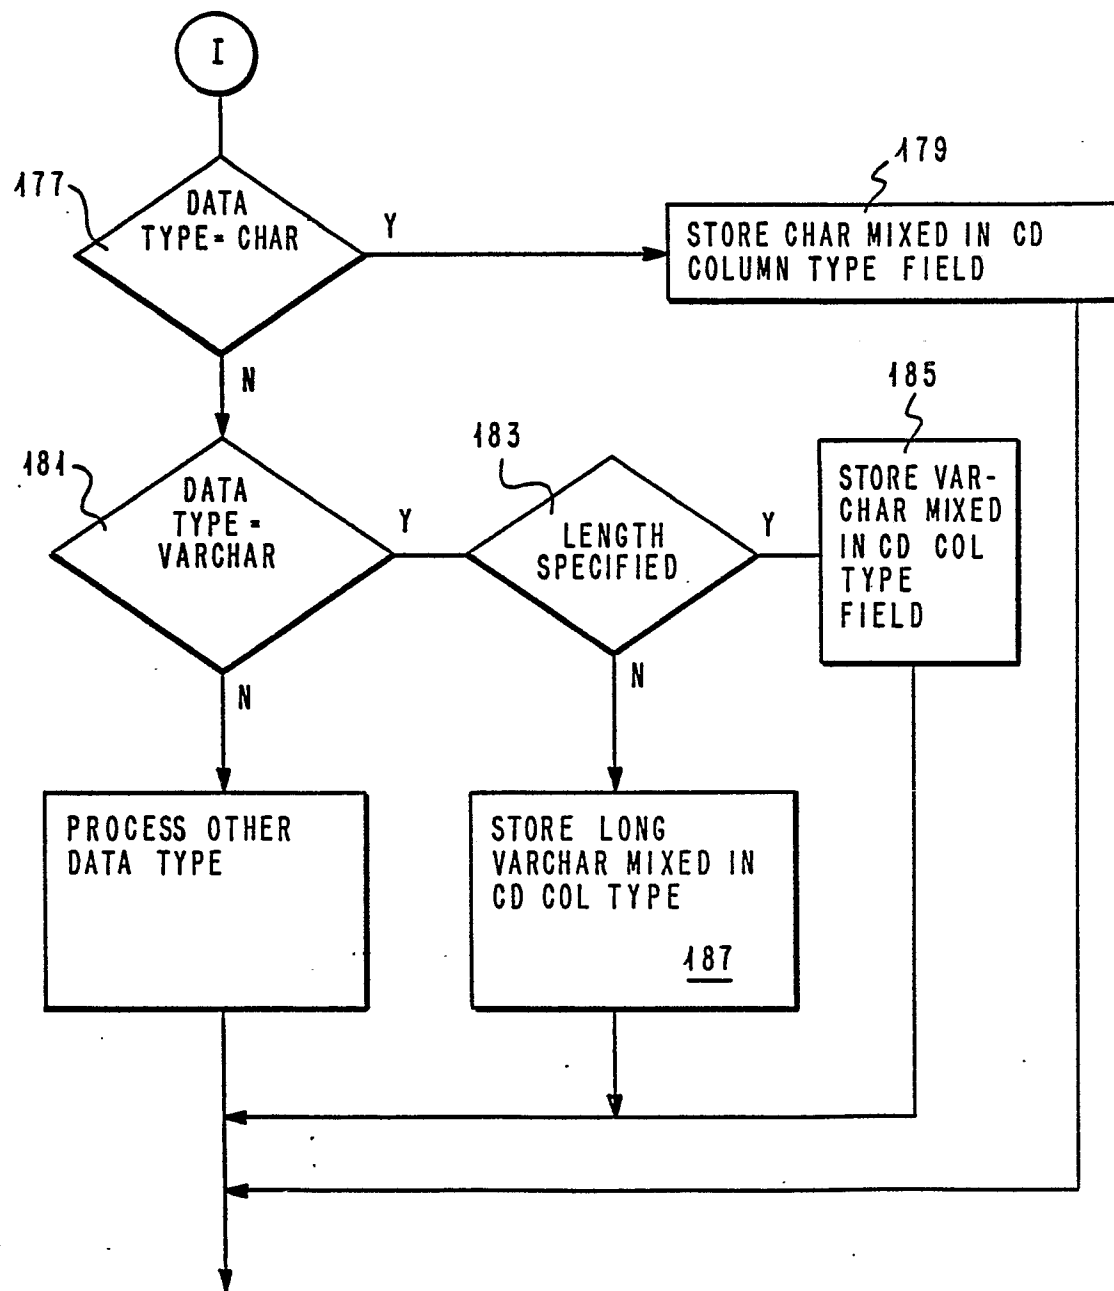 I
177
DATA
TYPE= CHAR
Y
179
STORE CHAR MIXED IN CD
COLUMN TYPE FIELD
N
181
DATA
TYPE =
VARCHAR
Y
183
LENGTH
SPECIFIED
Y
185
STORE VAR-
CHAR MIXED
IN CD COL
TYPE
FIELD
N
N
PROCESS OTHER
DATA TYPE
STORE LONG
VARCHAR MIXED IN
CD COL TYPE
187